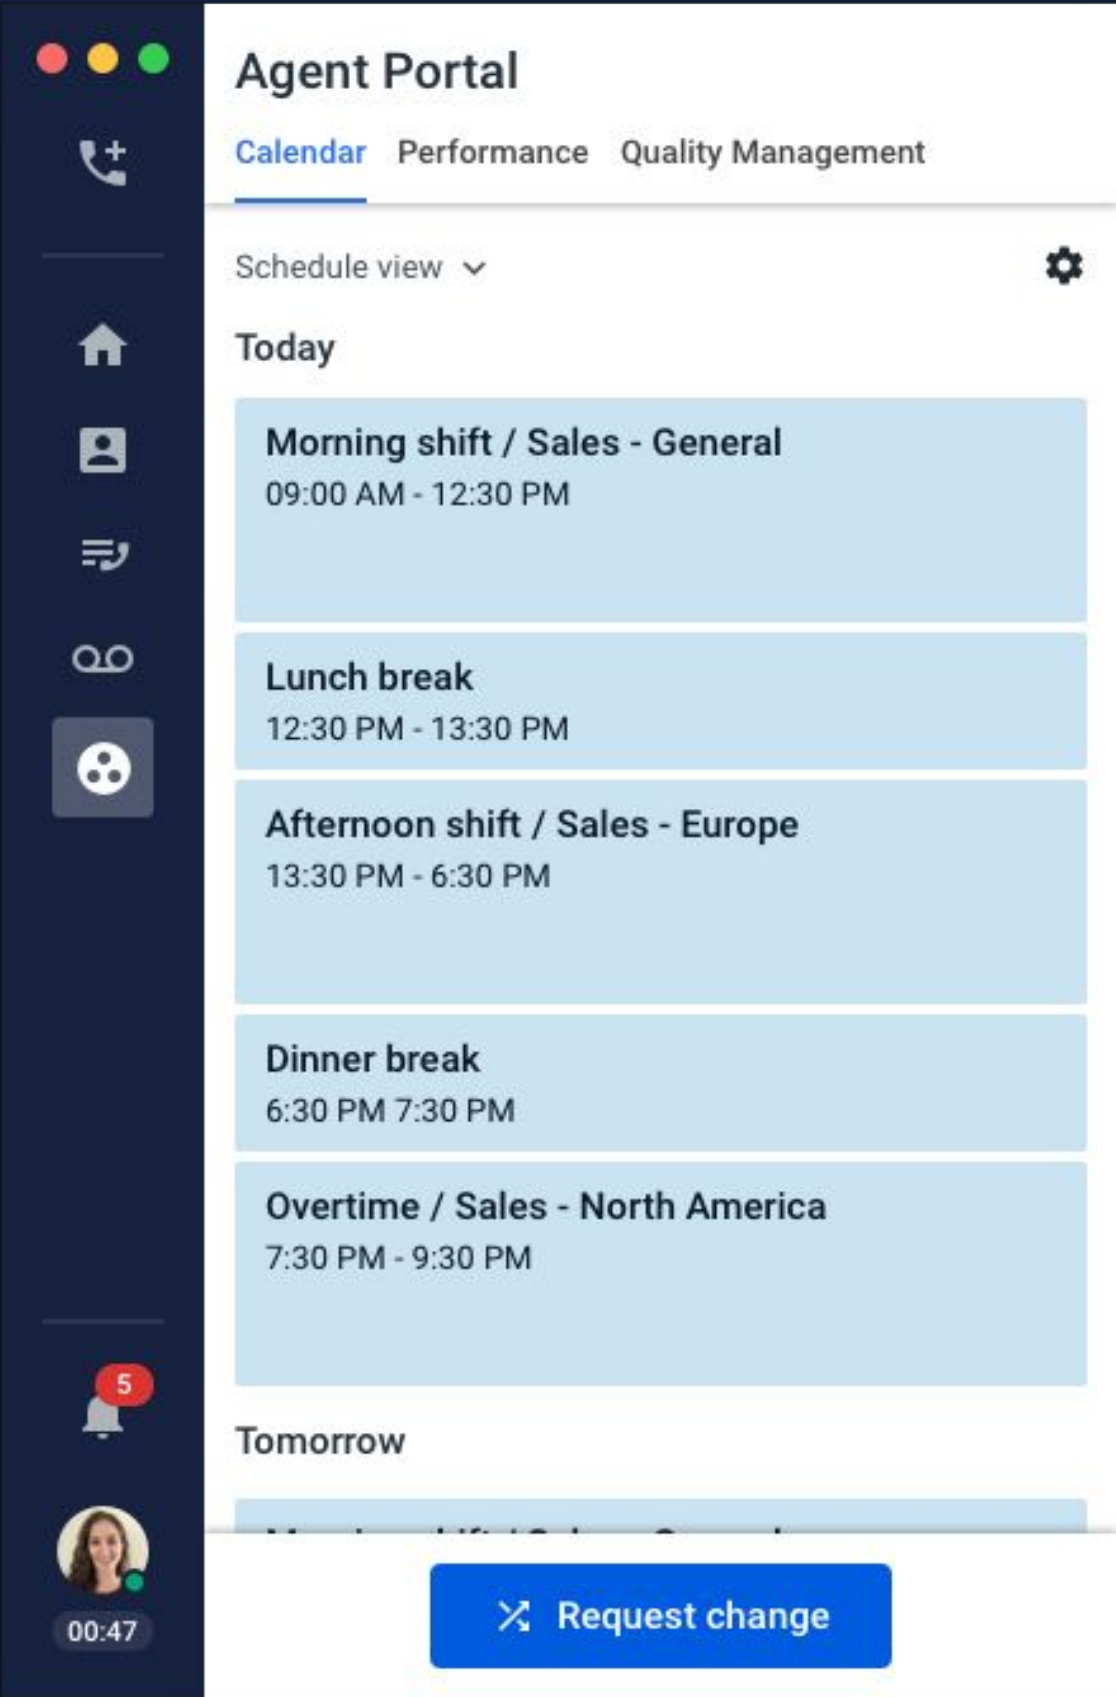 Agent Portal
Calendar Performance Quality Management
Schedule view
Today
Morning shift / Sales - General
09:00 AM - 12:30 PM
Lunch break
12:30 PM - 13:30 PM
Afternoon shift / Sales - Europe
13:30 PM - 6:30 PM
Dinner break
6:30 PM 7:30 PM
Overtime / Sales - North America
7:30 PM - 9:30 PM
5
Tomorrow
00:47
Request change